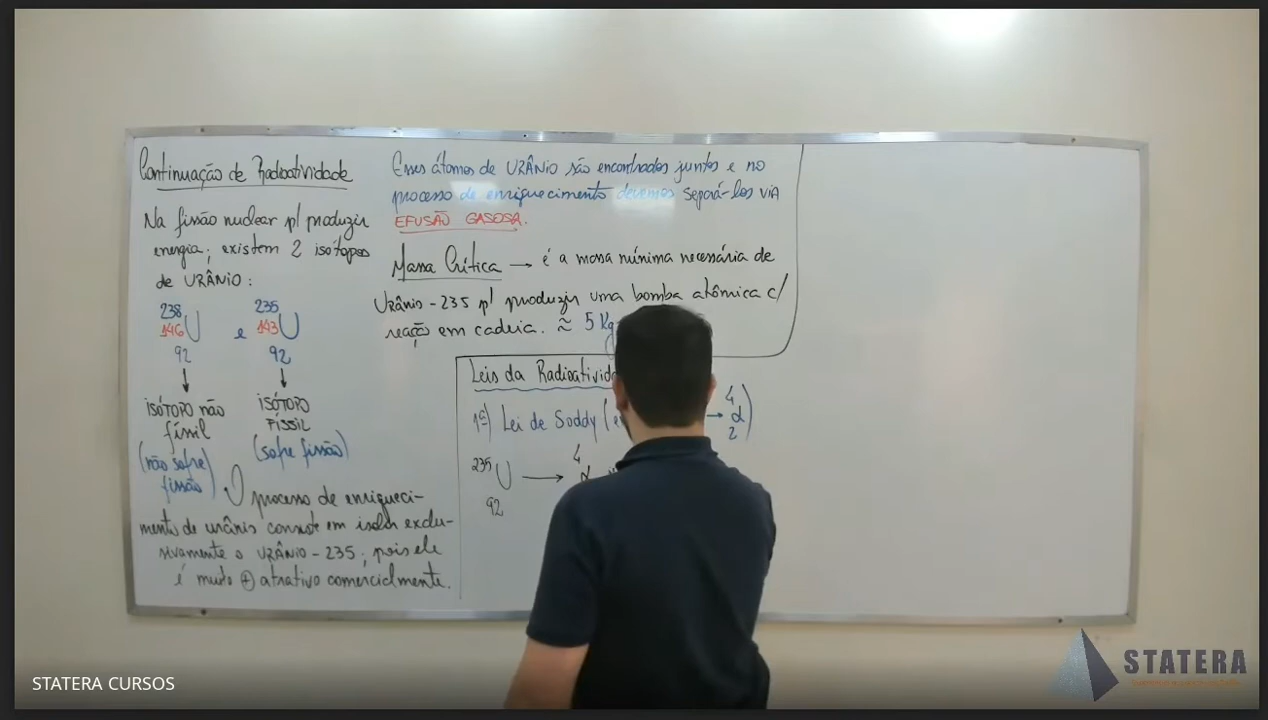 Continuação de Radioatividade
Na fissão nuclear p/ produzir
energia; existem 2 isótopos
de URÂNIO:
238 235
146 U e 143 U
92 92
ISÓTOPO não
físsil
(não sofre
fissão)
ISÓTOPO
FISSIL
(sofre fissão)
O processo de enriqueci-
mento de urânio consiste em isolar exclu-
sivamente o URÂNIO-235; pois ele
é muito + atrativo comercialmente.
Esses átomos de URÂNIO são encontrados juntos e no
processo de enriquecimento devemos separá-los VIA
EFUSÃO GASOSA.
Massa Crítica → é a massa mínima necessária de
Urânio-235 p/ produzir uma bomba atômica c/
reação em cadeia. ≈ 5 Kg
Leis da
1ª) Lei de Soddy ( → 4 α 2)
235 U 92 → 4 α
STATERA CURSOS
STATERA